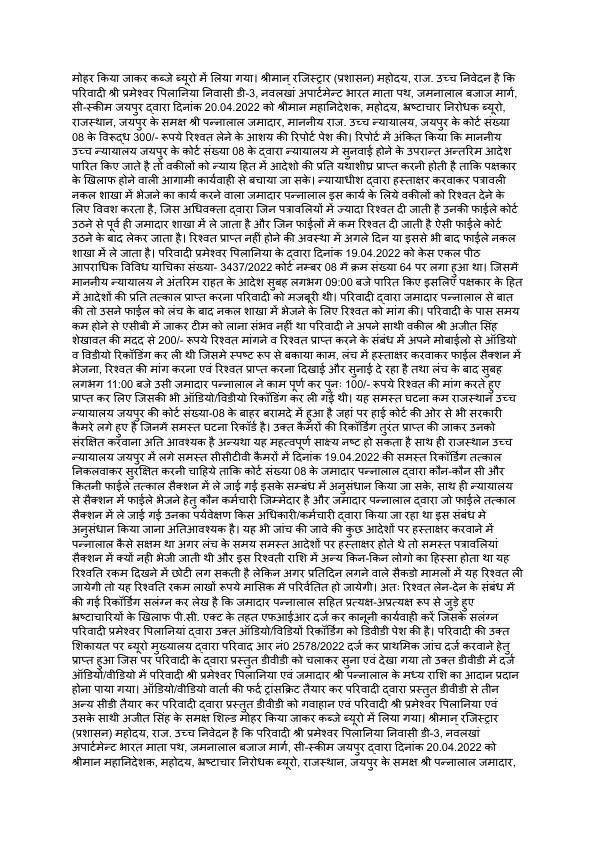 मोहर किया जाकर कब्जे ब्यूरो में लिया गया। श्रीमान् रजिस्ट्रार (प्रशासन) महोदय, राज. उच्च निवेदन है कि
परिवादी श्री प्रमेश्वर पिलानिया निवासी डी-3, नवलखां अपार्टमेन्ट भारत माता पथ, जमनालाल बजाज मार्ग,
सी-स्कीम जयपुर द्वारा दिनांक 20.04.2022 को श्रीमान महानिदेशक, महोदय, भ्रष्टाचार निरोधक ब्यूरो,
राजस्थान, जयपुर के समक्ष श्री पन्नालाल जमादार, माननीय राज. उच्च न्यायालय, जयपुर के कोर्ट संख्या
08 के विरूद्ध 300/- रूपये रिश्वत लेने के आशय की रिपोर्ट पेश की। रिपोर्ट में अंकित किया कि माननीय
उच्च न्यायालय जयपुर के कोर्ट संख्या 08 के द्वारा न्यायालय मे सुनवाई होने के उपरान्त अन्तरिम आदेश
पारित किए जाते है तो वकीलों को न्याय हित में आदेशो की प्रति यथाशीघ्र प्राप्त करनी होती है ताकि पक्षकार
के खिलाफ होने वाली आगामी कार्यवाही से बचाया जा सके। न्यायाधीश द्वारा हस्ताक्षर करवाकर पत्रावली
नकल शाखा में भेजना का कार्य करने वाला जमादार पन्नालाल इस कार्य के लिये वकीलों को रिश्वत देने के
लिए विवश करता है, जिस अधिवक्ता द्वारा जिन पत्रावलियों में ज्यादा रिश्वत दी जाती है उनकी फाईले कोर्ट
उठने से पूर्व ही जमादार शाखा में ले जाता है और जिन फाईलों में कम रिश्वत दी जाती है ऐसी फाईले कोर्ट
उठने के बाद लेकर जाता है। रिश्वत प्राप्त नहीं होने की अवस्था में अगले दिन या इससे भी बाद फाईले नकल
शाखा में ले जाता है। परिवादी प्रमेश्वर पिलानिया के द्वारा दिनांक 19.04.2022 को केस एकल पीठ
आपराधिक विविध याचिका संख्या- 3437/2022 कोर्ट नम्बर 08 में क्रम संख्या 64 पर लगा हुआ था। जिसमें
माननीय न्यायालय ने अंतरिम राहत के आदेश सुबह लगभग 09:00 बजे पारित किए इसलिए पक्षकार के हित
में आदेशों की प्रति तत्काल प्राप्त करना परिवादी को मजबूरी थी। परिवादी द्वारा जमादार पन्नालाल से बात
की तो उसने फाईल को लंच के बाद नकल शाखा में भेजने के लिए रिश्वत को मांग की। परिवादी के पास समय
कम होने से एसीबी में जाकर टीम को लाना संभव नहीं था परिवादी ने अपने साथी वकील श्री अजीत सिंह
शेखावत की मदद से 200/- रूपये रिश्वत मांगने व रिश्वत प्राप्त करने के संबंध में अपने मोबाईलो से ऑडियो
व विडीयो रिकॉडिंग कर ली थी जिसमे स्पष्ट रूप से बकाया काम, लंच में हस्ताक्षर करवाकर फाईल सैक्शन में
भेजना, रिश्वत की मांग करना एवं रिश्वत प्राप्त करना दिखाई और सुनाई दे रहा है तथा लंच के बाद सुबह
लगभग 11:00 बजे उसी जमादार पन्नालाल ने काम पूर्ण कर पुनः 100/- रूपये रिश्वत की मांग करते हुए
प्राप्त कर लिए जिसकी भी ऑडियो/विडीयो रिकॉडिंग कर ली गई थी। यह समस्त घटना कम राजस्थान उच्च
न्यायालय जयपुर की कोर्ट संख्या-08 के बाहर बरामदे में हुआ है जहां पर हाई कोर्ट की ओर से भी सरकारी
कैमरे लगे हुए है जिनमें समस्त घटना रिकॉर्ड है। उक्त कैमरों की रिकॉडिंग तुरंत प्राप्त की जाकर उनको
संरक्षित करवाना अति आवश्यक है अन्यथा यह महत्वपूर्ण साक्ष्य नष्ट हो सकता है साथ ही राजस्थान उच्च
न्यायालय जयपुर में लगे समस्त सीसीटीवी कैमरों में दिनांक 19.04.2022 की समस्त रिकॉडिंग तत्काल
निकलवाकर सुरक्षित करनी चाहिये ताकि कोर्ट संख्या 08 के जमादार पन्नालाल द्वारा कौन-कौन सी और
कितनी फाईले तत्काल सैक्शन में ले जाई गई इसके सम्बंध में अनुसंधान किया जा सके, साथ ही न्यायालय
से सैक्शन में फाईले भेजने हेतु कौन कर्मचारी जिम्मेदार है और जमादार पन्नालाल द्वारा जो फाईले तत्काल
सैक्शन में ले जाई गई उनका पर्यवेक्षण किस अधिकारी/कर्मचारी द्वारा किया जा रहा था इस संबंध मे
अनुसंधान किया जाना अतिआवश्यक है। यह भी जांच की जावे की कुछ आदेशों पर हस्ताक्षर करवाने में
पन्नालाल कैसे सक्षम था अगर लंच के समय समस्त आदेशों पर हस्ताक्षर होते थे तो समस्त पत्रावलियां
सैक्शन में क्यों नही भेजी जाती थी और इस रिश्वती राशि में अन्य किन-किन लोगो का हिस्सा होता था यह
रिश्वति रकम दिखने में छोटी लग सकती है लेकिन अगर प्रतिदिन लगने वाले सैकडो मामलों में यह रिश्वत ली
जायेगी तो यह रिश्वति रकम लाखों रूपये मासिक में परिर्वतित हो जायेगी। अतः रिश्वत लेन-देन के संबंध में
की गई रिकॉडिंग सलंग्न कर लेख है कि जमादार पन्नालाल सहित प्रत्यक्ष-अप्रत्यक्ष रूप से जुड़े हुए
भ्रष्टाचारियों के खिलाफ पी.सी. एक्ट के तहत एफआईआर दर्ज कर कानूनी कार्यवाही करें जिसके सलंग्न
परिवादी प्रमेश्वर पिलानियां द्वारा उक्त ऑडियो/विडियों रिकॉडिंग को डिवीडी पेश की है। परिवादी की उक्त
शिकायत पर ब्यूरो मुख्यालय द्वारा परिवाद आर नं0 2578/2022 दर्ज कर प्राथमिक जांच दर्ज करवाने हेतु
प्राप्त हुआ जिस पर परिवादी के द्वारा प्रस्तुत डीवीडी को चलाकर सुना एवं देखा गया तो उक्त डीवीडी में दर्ज
ऑडियो/वीडियो में परिवादी प्रमेश्वर पिलानिया एवं जमादार श्री पन्नालाल के मध्य राशि का आदान प्रदान
होना पाया गया। ऑडियो/वीडियो वार्ता की फर्द ट्रांसक्रिट तैयार कर परिवादी द्वारा प्रस्तुत डीवीडी से तीन
अन्य सीडी तैयार कर परिवादी द्वारा प्रस्तुत डीवीडी को गवाहान एवं परिवादी श्री प्रमेश्वर पिलानिया एवं
उसके साथी अजीत सिंह के समक्ष शिल्ड मोहर किया जाकर कब्जे ब्यूरो में लिया गया। श्रीमान् रजिस्ट्रार
(प्रशासन) महोदय, राज. उच्च निवेदन है कि परिवादी श्री प्रमेश्वर पिलानिया निवासी डी-3, नवलखां
अपार्टमेन्ट भारत माता पथ, जमनालाल बजाज मार्ग, सी-स्कीम जयपुर द्वारा दिनांक 20.04.2022 को
श्रीमान महानिदेशक, महोदय, भ्रष्टाचार निरोधक ब्यूरो, राजस्थान, जयपुर के समक्ष श्री पन्नालाल जमादार,